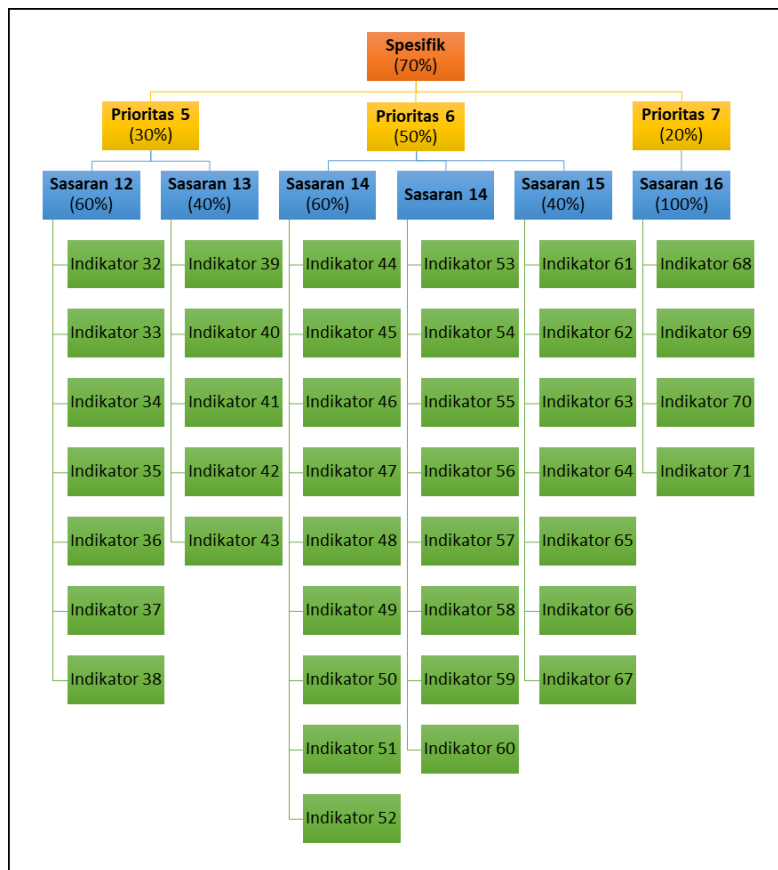 Spesifik
(70%)
Prioritas 5
(30%)
Prioritas 6
(50%)
Prioritas 7
(20%)
Sasaran 12
(60%)
Sasaran 13
(40%)
Sasaran 14
(60%)
Sasaran 14
Sasaran 15
(40%)
Sasaran 16
(100%)
Indikator 32
Indikator 33
Indikator 34
Indikator 35
Indikator 36
Indikator 37
Indikator 38
Indikator 39
Indikator 40
Indikator 41
Indikator 42
Indikator 43
Indikator 44
Indikator 45
Indikator 46
Indikator 47
Indikator 48
Indikator 49
Indikator 50
Indikator 51
Indikator 52
Indikator 53
Indikator 54
Indikator 55
Indikator 56
Indikator 57
Indikator 58
Indikator 59
Indikator 60
Indikator 61
Indikator 62
Indikator 63
Indikator 64
Indikator 65
Indikator 66
Indikator 67
Indikator 68
Indikator 69
Indikator 70
Indikator 71